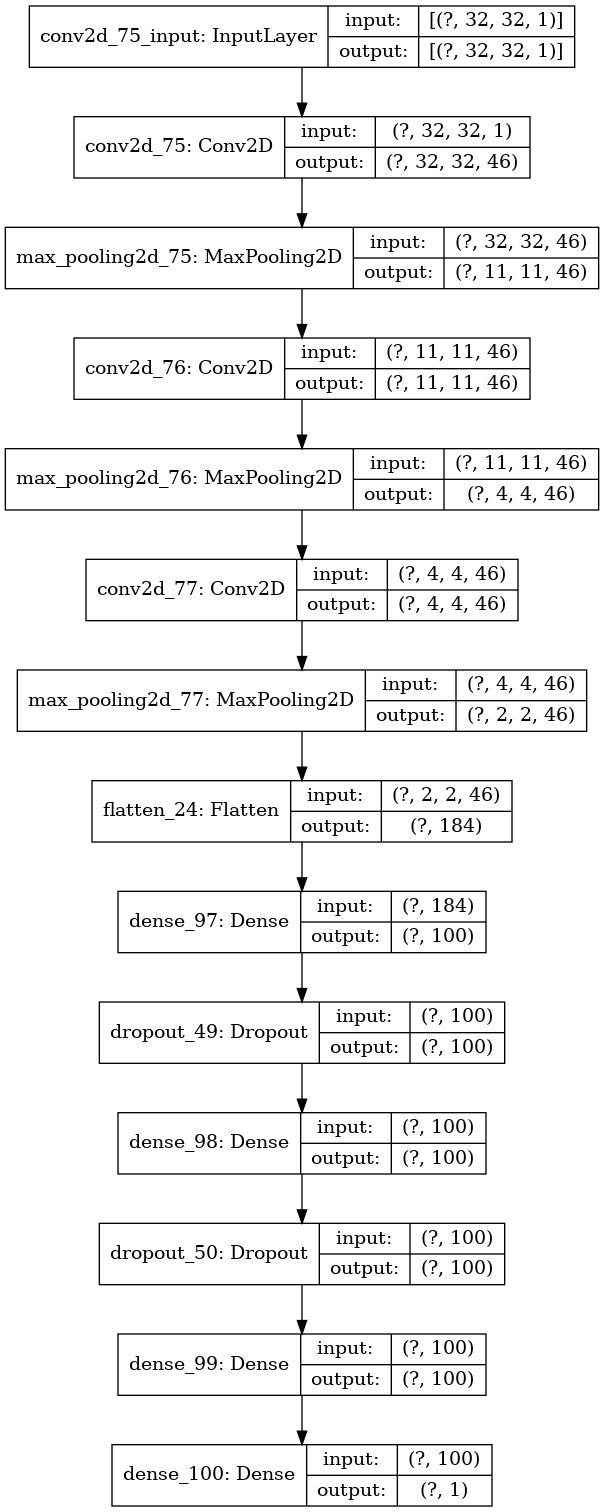 conv2d_75_input: InputLayer
input: [(?, 32, 32, 1)]
output: [(?, 32, 32, 1)]
conv2d_75: Conv2D
input: (?, 32, 32, 1)
output: (?, 32, 32, 46)
max_pooling2d_75: MaxPooling2D
input: (?, 32, 32, 46)
output: (?, 11, 11, 46)
conv2d_76: Conv2D
input: (?, 11, 11, 46)
output: (?, 11, 11, 46)
max_pooling2d_76: MaxPooling2D
input: (?, 11, 11, 46)
output: (?, 4, 4, 46)
conv2d_77: Conv2D
input: (?, 4, 4, 46)
output: (?, 4, 4, 46)
max_pooling2d_77: MaxPooling2D
input: (?, 4, 4, 46)
output: (?, 2, 2, 46)
flatten_24: Flatten
input: (?, 2, 2, 46)
output: (?, 184)
dense_97: Dense
input: (?, 184)
output: (?, 100)
dropout_49: Dropout
input: (?, 100)
output: (?, 100)
dense_98: Dense
input: (?, 100)
output: (?, 100)
dropout_50: Dropout
input: (?, 100)
output: (?, 100)
dense_99: Dense
input: (?, 100)
output: (?, 100)
dense_100: Dense
input: (?, 100)
output: (?, 1)